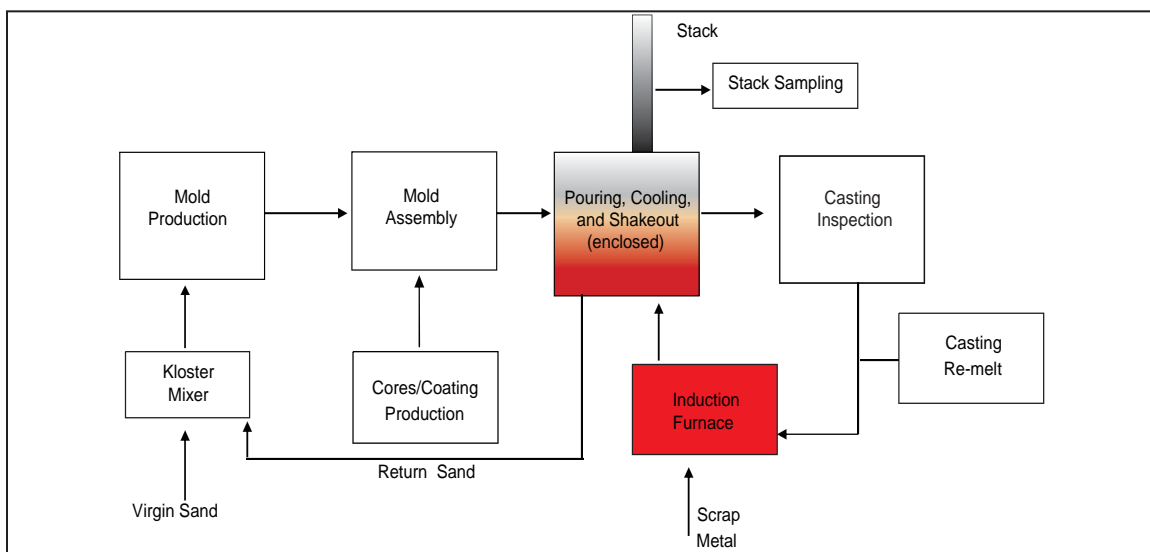 Stack
Stack Sampling
Mold
Production
Mold
Assembly
Pouring, Cooling,
and Shakeout
(enclosed)
Casting
Inspection
Kloster
Mixer
Cores/Coating
Production
Induction
Furnace
Casting
Re-melt
Return Sand
Virgin Sand
Scrap
Metal